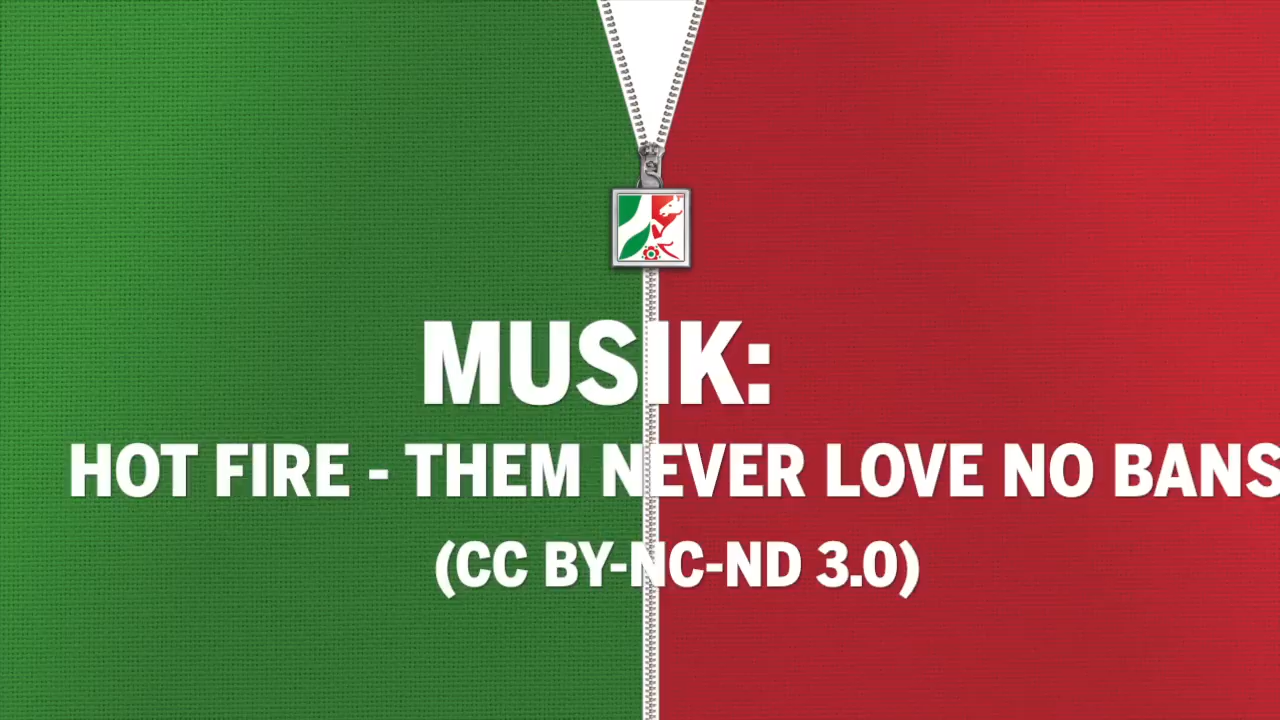 MUSIK:
HOT FIRE - THEM NEVER LOVE NO BANS
(CC BY-NC-ND 3.0)